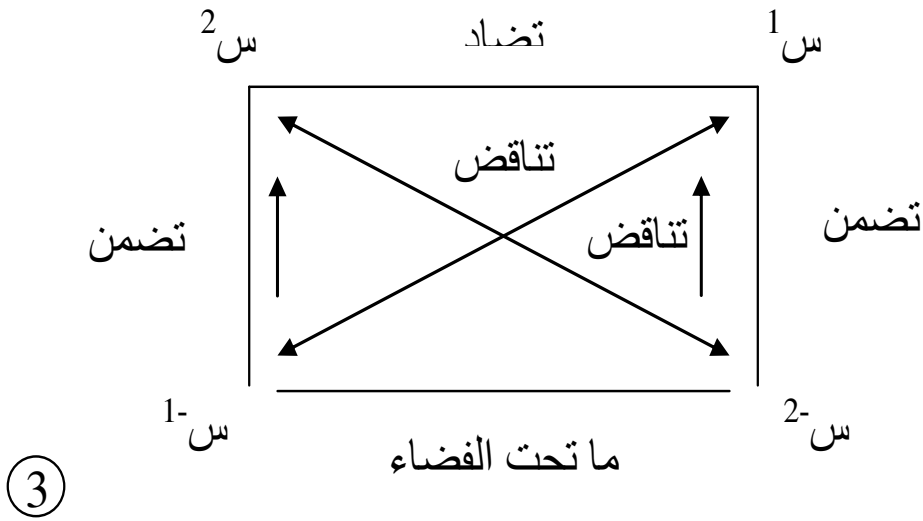 س1 تضاد س2
تناقض
تضمن تناقض تضمن
س-2 س-1
ما تحت الفضاء
3